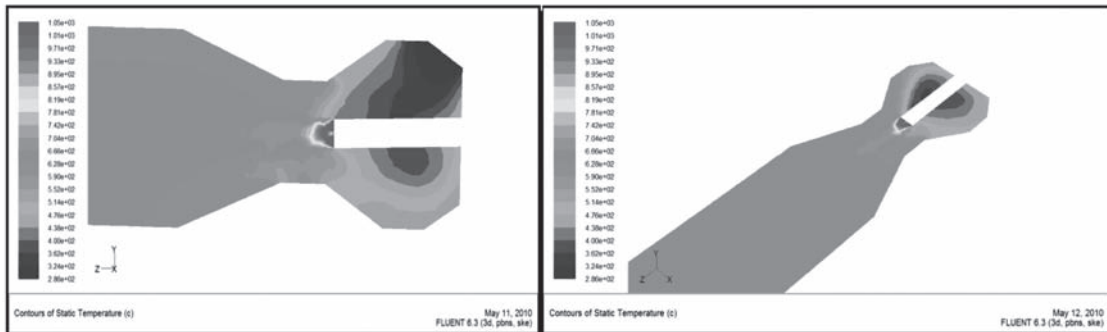 1.05e+03
1.01e+03
9.71e+02
9.33e+02
8.95e+02
8.57e+02
8.19e+02
7.81e+02
7.42e+02
7.04e+02
6.66e+02
6.28e+02
5.90e+02
5.52e+02
5.14e+02
4.76e+02
4.38e+02
4.00e+02
3.62e+02
3.24e+02
2.86e+02
Y
Z
X
Contours of Static Temperature (c)
May 11, 2010
FLUENT 6.3 (3d, pbns, ske)
1.05e+03
1.01e+03
9.71e+02
9.33e+02
8.95e+02
8.57e+02
8.19e+02
7.81e+02
7.42e+02
7.04e+02
6.66e+02
6.28e+02
5.90e+02
5.52e+02
5.14e+02
4.76e+02
4.38e+02
4.00e+02
3.62e+02
3.24e+02
2.86e+02
Y
Z
X
Contours of Static Temperature (c)
May 12, 2010
FLUENT 6.3 (3d, pbns, ske)